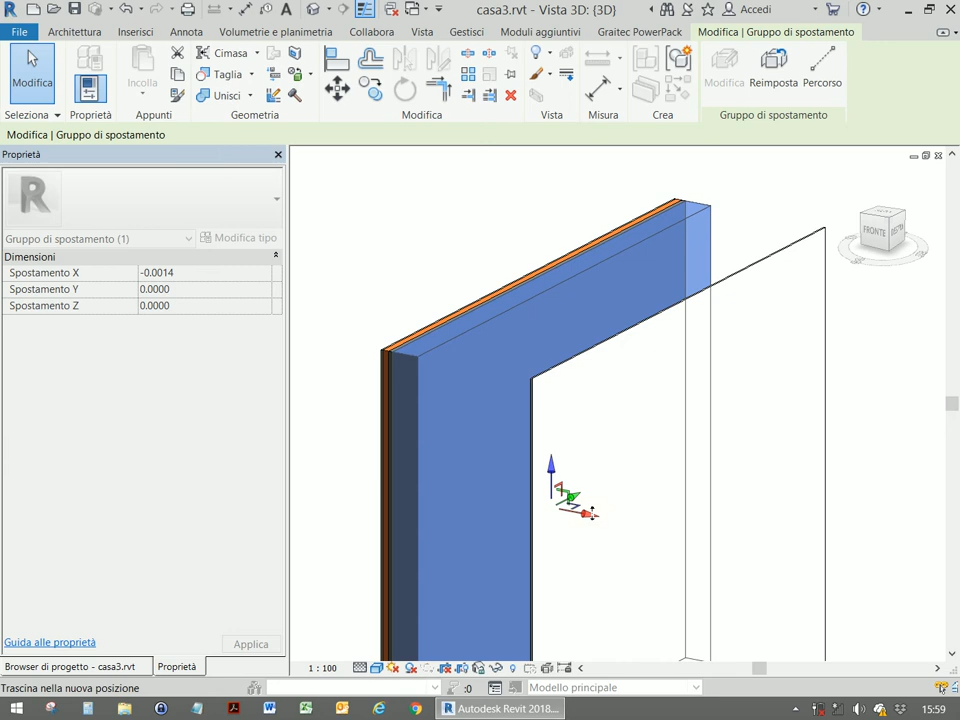 casa3.rvt - Vista 3D: {3D}
Accedi
File
Architettura
Inserisci
Annota
Volumetrie e planimetria
Collabora
Vista
Gestisci
Moduli aggiuntivi
Graitec PowerPack
Modifica | Gruppo di spostamento
Modifica
Incolla
Cimasa
Taglia
Unisci
Modifica
Reimposta
Percorso
Seleziona
Proprietà
Appunti
Geometria
Modifica
Vista
Misura
Crea
Gruppo di spostamento
Modifica | Gruppo di spostamento
Proprietà
R
Gruppo di spostamento (1)
Modifica tipo
Dimensioni
Spostamento X -0.0014
Spostamento Y 0.0000
Spostamento Z 0.0000
FRONTE
Guida alle proprietà
Applica
Browser di progetto - casa3.rvt
Proprietà
1 : 100
Trascina nella nuova posizione
:0
Modello principale
Autodesk Revit 2018...
15:59